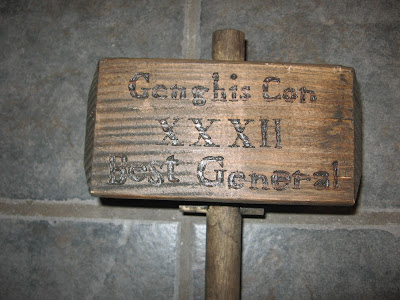 Genghis Con
XXXII
Best General